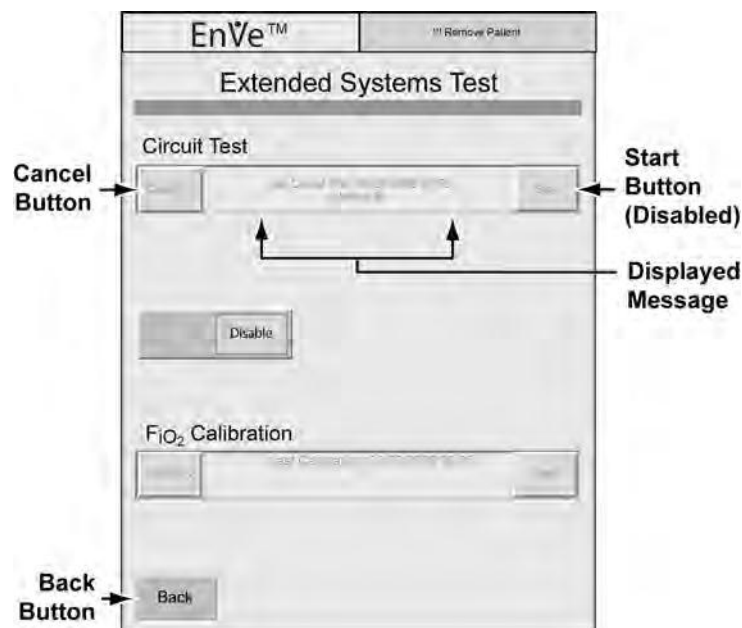 EnVe™
!!! Remove Patient
Extended Systems Test
Circuit Test
Cancel
Button
Start
Button
(Disabled)
Displayed
Message
Disable
FiO2 Calibration
Back
Button
Back